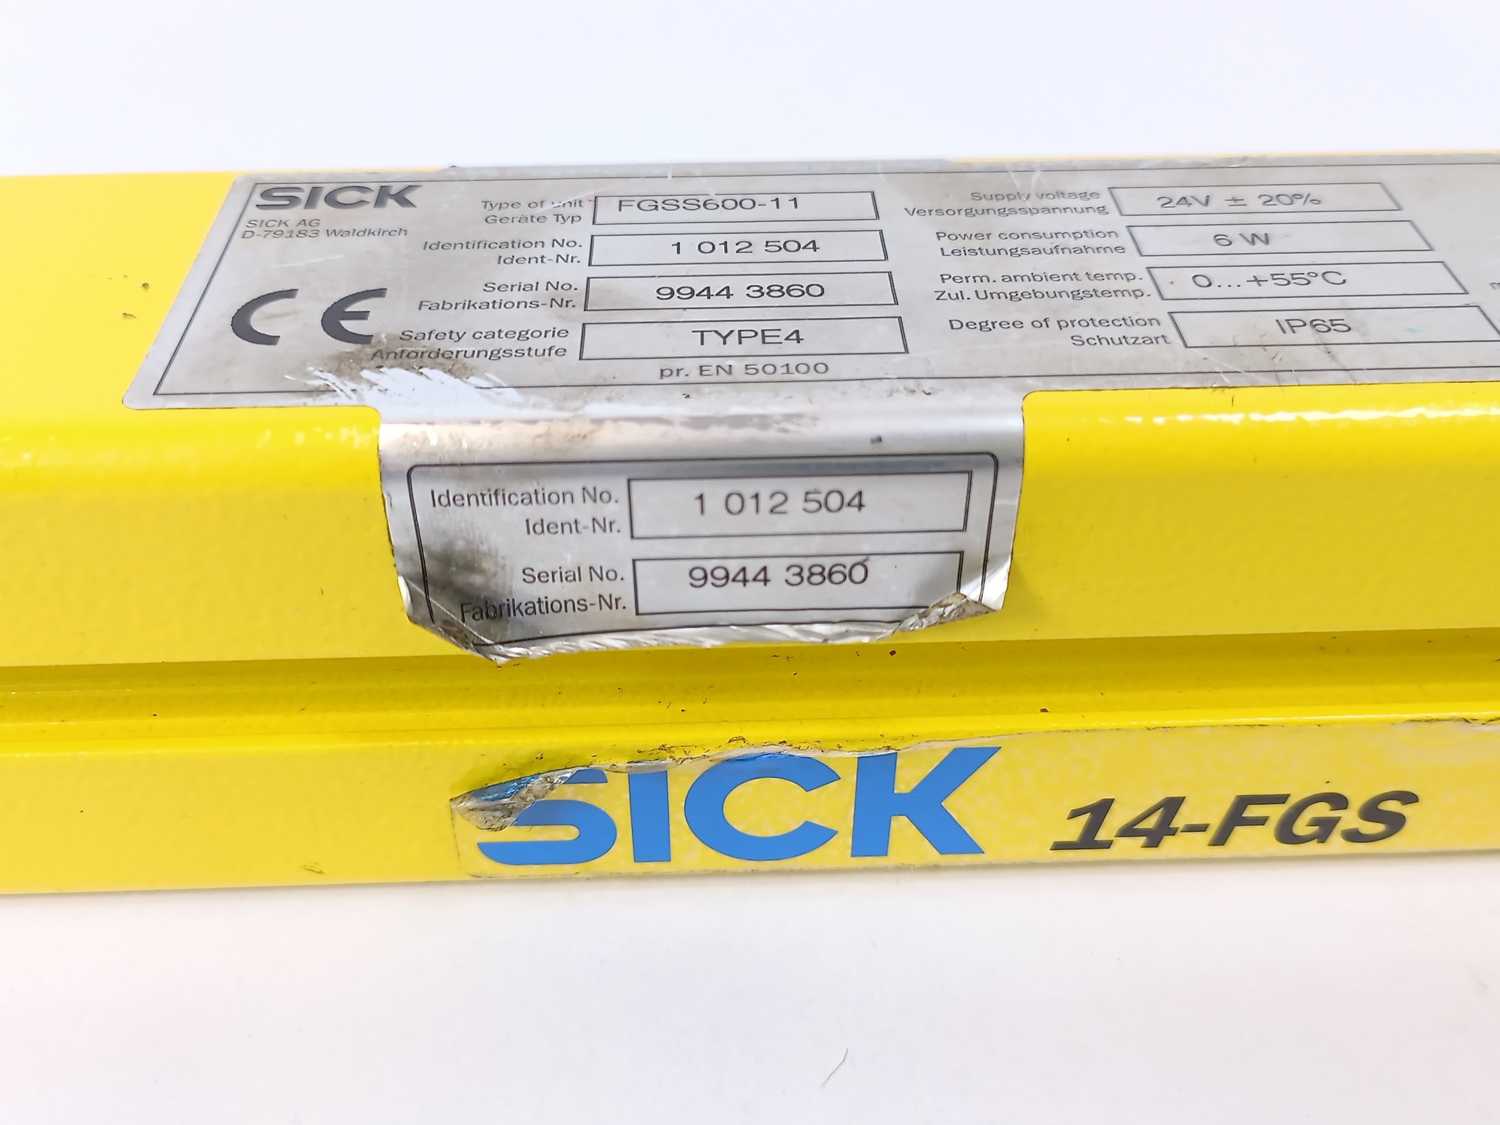 SICK
SICK AG
D-79183 Waldkirch
CE
Type of unit FGSS600-11
Geräte Typ
Identification No. 1 012 504
Ident-Nr.
Serial No. 9944 3860
Fabrikations-Nr.
Safety categorie TYPE4
Anforderungsstufe
pr. EN 50100
Supply voltage 24V ± 20%
Versorgungsspannung
Power consumption 6 W
Leistungsaufnahme
Perm. ambient temp. 0...+55°C
Zul. Umgebungstemp.
Degree of protection IP65
Schutzart
Identification No. 1 012 504
Ident-Nr.
Serial No. 9944 3860
Fabrikations-Nr.
SICK 14-FGS